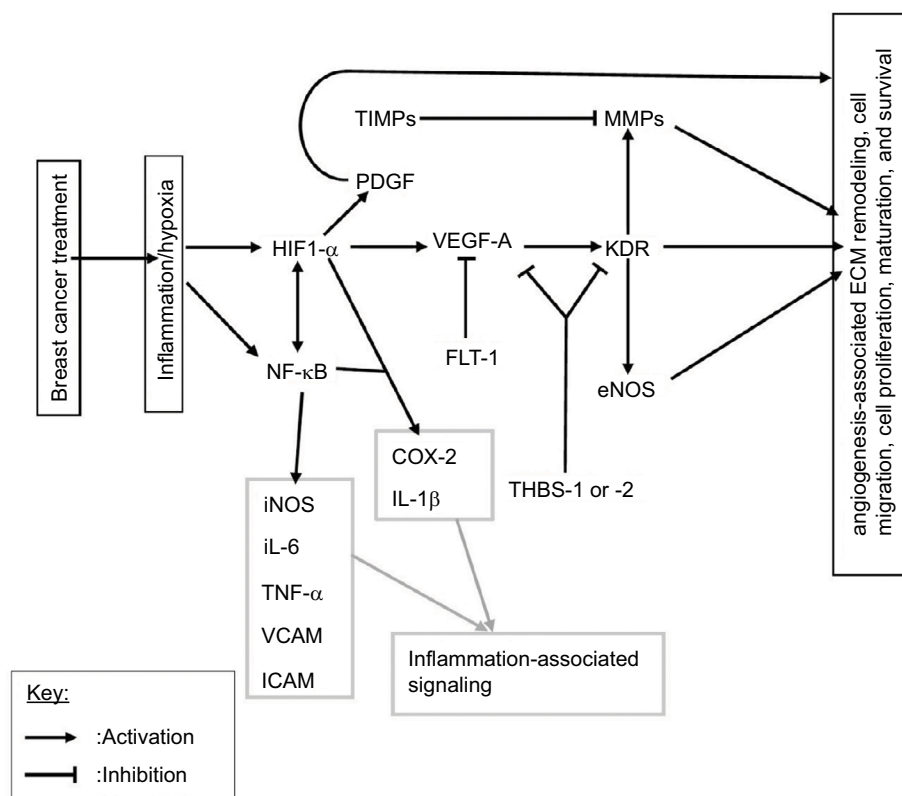 Breast cancer treatment
Inflammation/hypoxia
TIMPs
MMPs
PDGF
HIF1-α
VEGF-A
KDR
NF-κB
FLT-1
eNOS
COX-2
IL-1β
THBS-1 or -2
iNOS
iL-6
TNF-α
VCAM
ICAM
Inflammation-associated
signaling
angiogenesis-associated ECM remodeling, cell
migration, cell proliferation, maturation, and survival
Key:
:Activation
:Inhibition